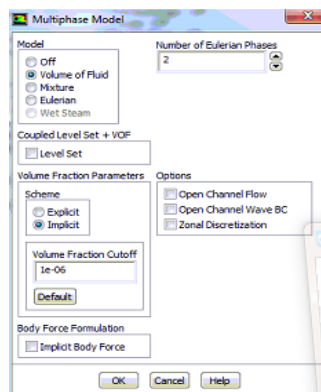 Multiphase Model
Model
Off
Volume of Fluid
Mixture
Eulerian
Wet Steam
Number of Eulerian Phases
2
Coupled Level Set + VOF
Level Set
Volume Fraction Parameters
Scheme
Explicit
Implicit
Volume Fraction Cutoff
1e-06
Default
Options
Open Channel Flow
Open Channel Wave BC
Zonal Discretization
Body Force Formulation
Implicit Body Force
OK Cancel Help